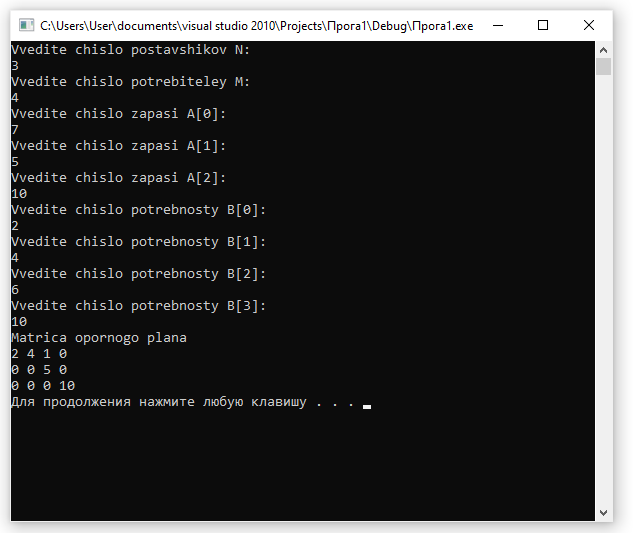 C:\Users\User\documents\visual studio 2010\Projects\Прога1\Debug\Прога1.exe
Vvedite chislo postavshikov N:
3
Vvedite chislo potrebiteley M:
4
Vvedite chislo zapasi A[0]:
7
Vvedite chislo zapasi A[1]:
5
Vvedite chislo zapasi A[2]:
10
Vvedite chislo potrebnosty B[0]:
2
Vvedite chislo potrebnosty B[1]:
4
Vvedite chislo potrebnosty B[2]:
6
Vvedite chislo potrebnosty B[3]:
10
Matrica opornogo plana
2 4 1 0
0 0 5 0
0 0 0 10
Для продолжения нажмите любую клавишу . . .